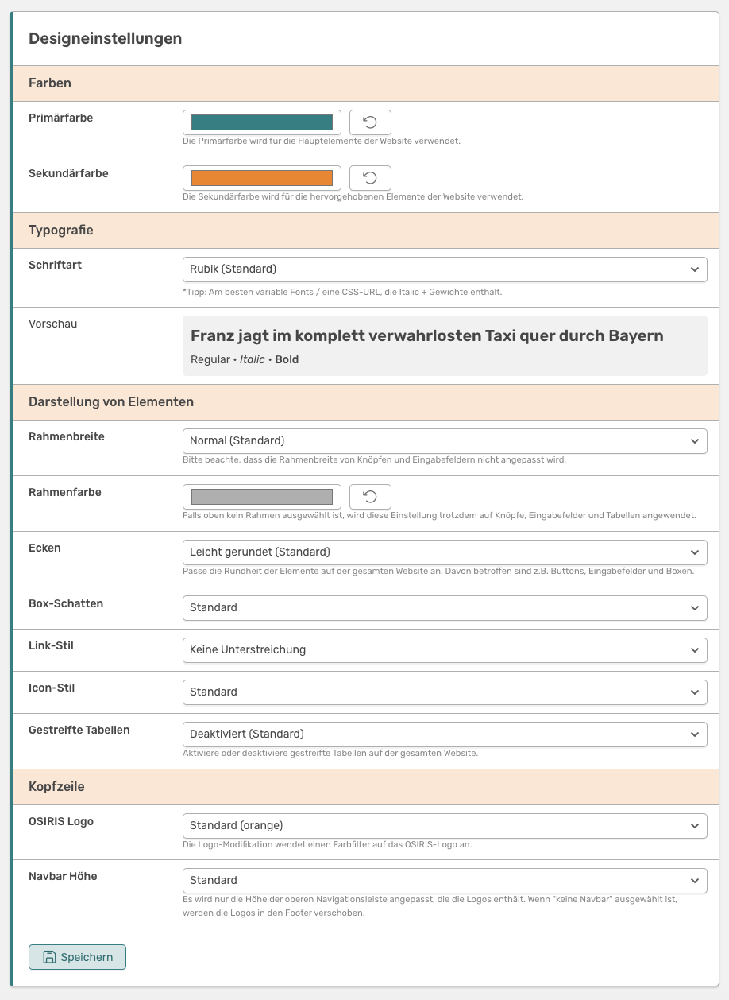 Designeinstellungen
Farben
Primärfarbe
Die Primärfarbe wird für die Hauptelemente der Website verwendet.
Sekundärfarbe
Die Sekundärfarbe wird für die hervorgehobenen Elemente der Website verwendet.
Typografie
Schriftart
Rubik (Standard)
*Tipp: Am besten variable Fonts / eine CSS-URL, die Italic + Gewichte enthält.
Vorschau
Franz jagt im komplett verwahrlosten Taxi quer durch Bayern
Regular • Italic • Bold
Darstellung von Elementen
Rahmenbreite
Normal (Standard)
Bitte beachte, dass die Rahmenbreite von Knöpfen und Eingabefeldern nicht angepasst wird.
Rahmenfarbe
Falls oben kein Rahmen ausgewählt ist, wird diese Einstellung trotzdem auf Knöpfe, Eingabefelder und Tabellen angewendet.
Ecken
Leicht gerundet (Standard)
Passe die Rundheit der Elemente auf der gesamten Website an. Davon betroffen sind z.B. Buttons, Eingabefelder und Boxen.
Box-Schatten
Standard
Link-Stil
Keine Unterstreichung
Icon-Stil
Standard
Gestreifte Tabellen
Deaktiviert (Standard)
Aktiviere oder deaktiviere gestreifte Tabellen auf der gesamten Website.
Kopfzeile
OSIRIS Logo
Standard (orange)
Die Logo-Modifikation wendet einen Farbfilter auf das OSIRIS-Logo an.
Navbar Höhe
Standard
Es wird nur die Höhe der oberen Navigationsleiste angepasst, die die Logos enthält. Wenn "keine Navbar" ausgewählt ist,
werden die Logos in den Footer verschoben.
Speichern